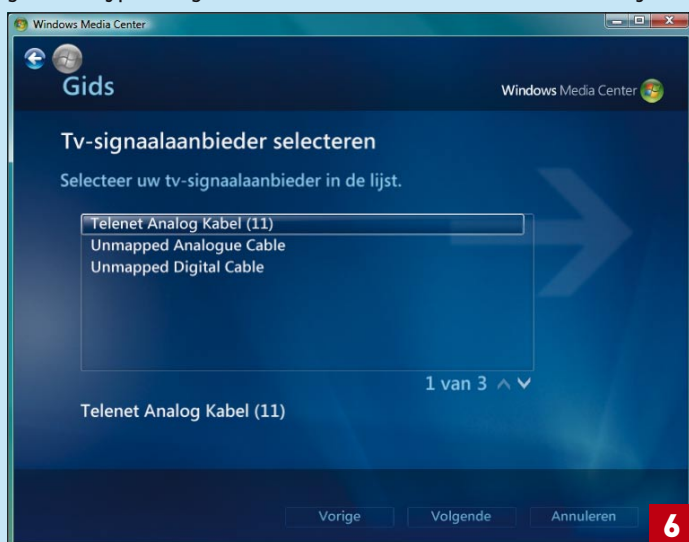 Windows Media Center
Gids
Windows Media Center
Tv-signaalaanbieder selecteren
Selecteer uw tv-signaalaanbieder in de lijst.
Telenet Analog Kabel (11)
Unmapped Analogue Cable
Unmapped Digital Cable
1 van 3
Telenet Analog Kabel (11)
Vorige
Volgende
Annuleren
6